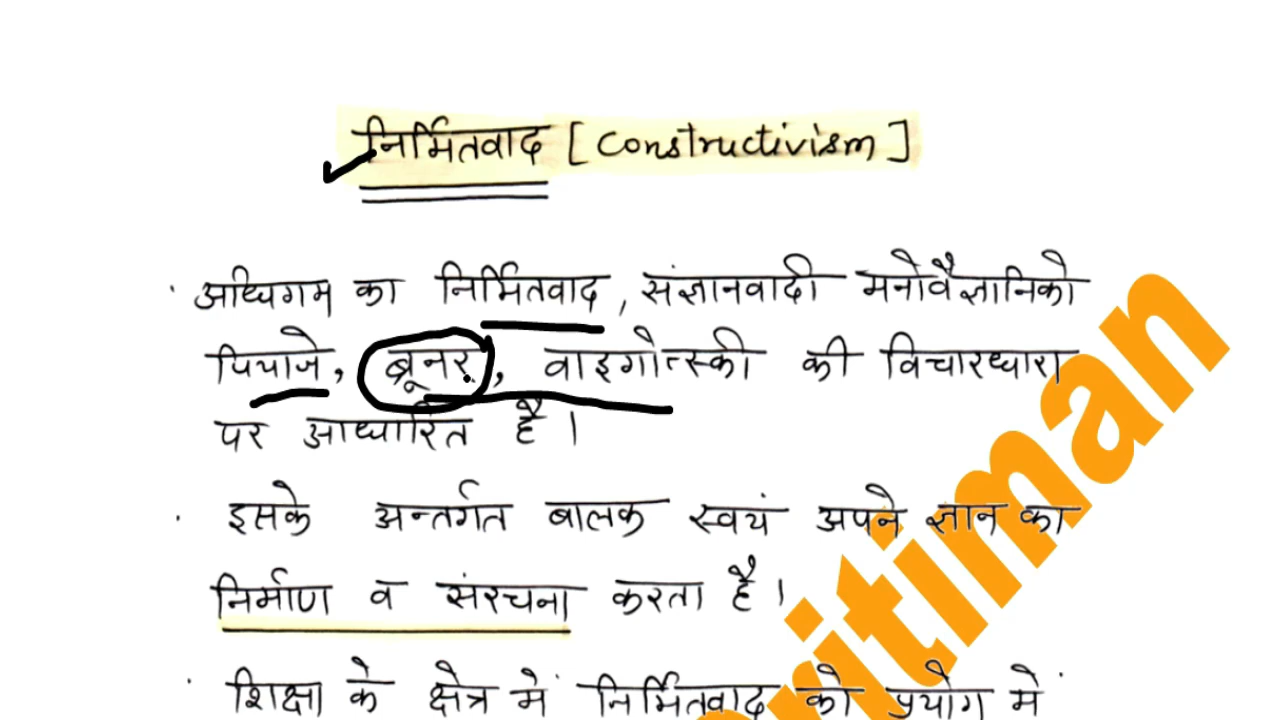 निर्मितवाद [Constructivism]
· अधिगम का निर्मितवाद, संज्ञानवादी मनोवैज्ञानिको
पियाजे, ब्रूनर, वाइगोत्स्की की विचारधारा
पर आधारित है।
· इसके अन्तर्गत बालक स्वयं अपने ज्ञान का
निर्माण व संरचना करता है।
· शिक्षा के क्षेत्र में निर्मितवाद को प्रयोग मे
ritiman